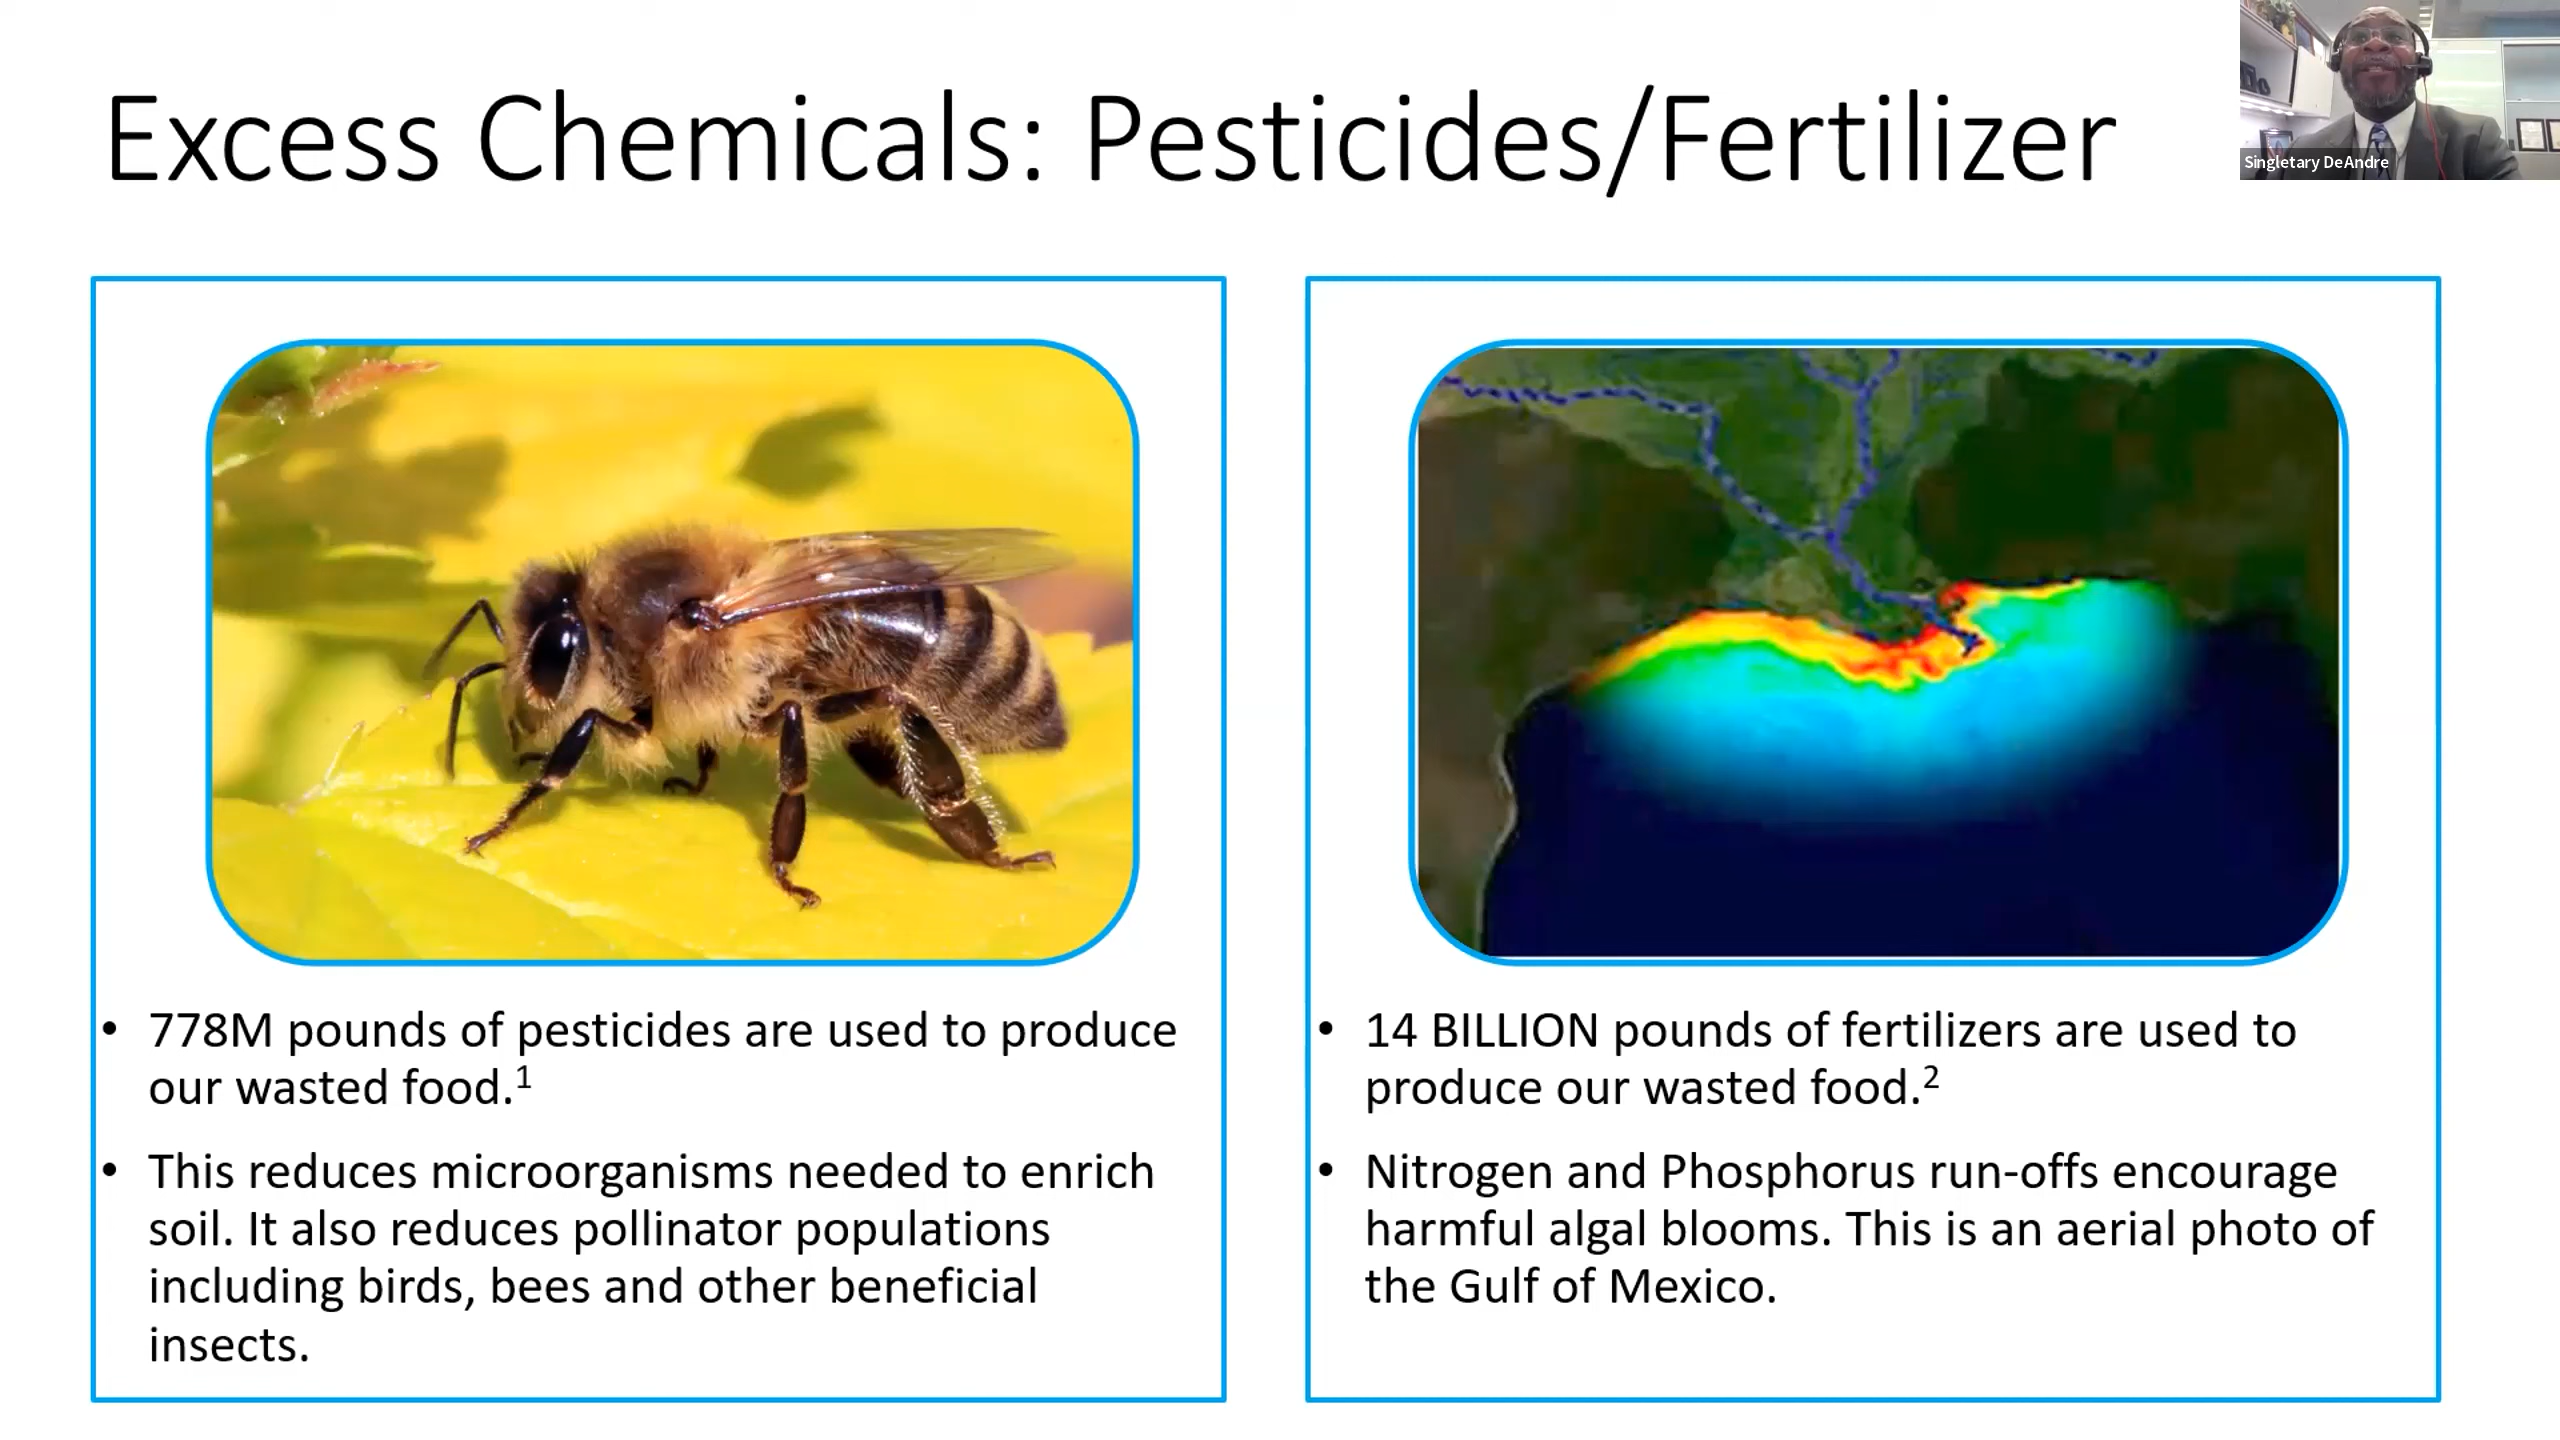 Excess Chemicals: Pesticides/Fertilizer
Singletary DeAndre
• 778M pounds of pesticides are used to produce
our wasted food.¹
• This reduces microorganisms needed to enrich
soil. It also reduces pollinator populations
including birds, bees and other beneficial
insects.
• 14 BILLION pounds of fertilizers are used to
produce our wasted food.²
• Nitrogen and Phosphorus run-offs encourage
harmful algal blooms. This is an aerial photo of
the Gulf of Mexico.